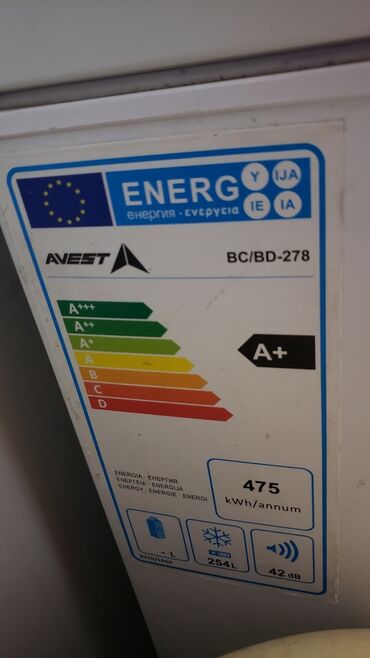 ENERG Y IJA
енергия · ενεργεια IE IA
AVEST BC/BD-278
A+++
A++
A+
A
B
C
D
A+
ENERGIA · ЕНЕРГИЯ
ΕΝΕΡΓΕΙΑ · ENERGIJA
ENERGY · ENERGIE · ENERGI
475
kWh/annum
- L
254L
42 dB
2010/1060